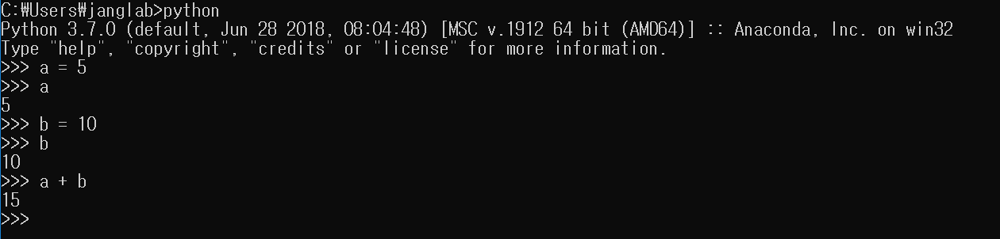 C:₩Users₩janglab>python
Python 3.7.0 (default, Jun 28 2018, 08:04:48) [MSC v.1912 64 bit (AMD64)] :: Anaconda, Inc. on win32
Type "help", "copyright", "credits" or "license" for more information.
>>> a = 5
>>> a
5
>>> b = 10
>>> b
10
>>> a + b
15
>>>